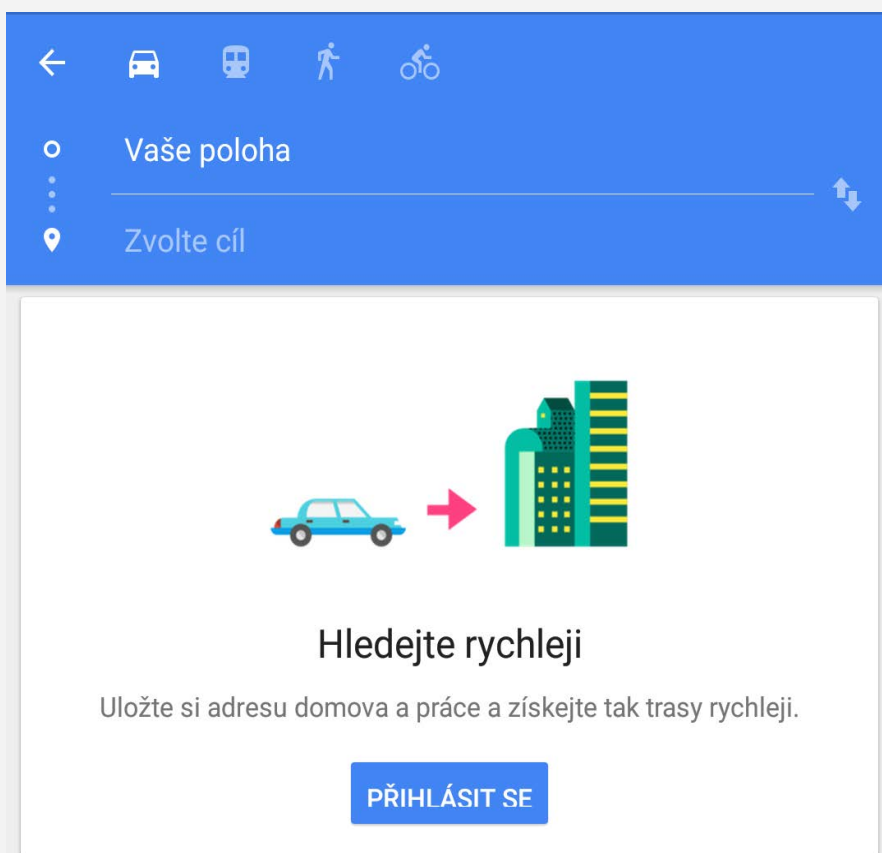 Vaše poloha
Zvolte cíl
Hledejte rychleji
Uložte si adresu domova a práce a získejte tak trasy rychleji.
PŘIHLÁSIT SE